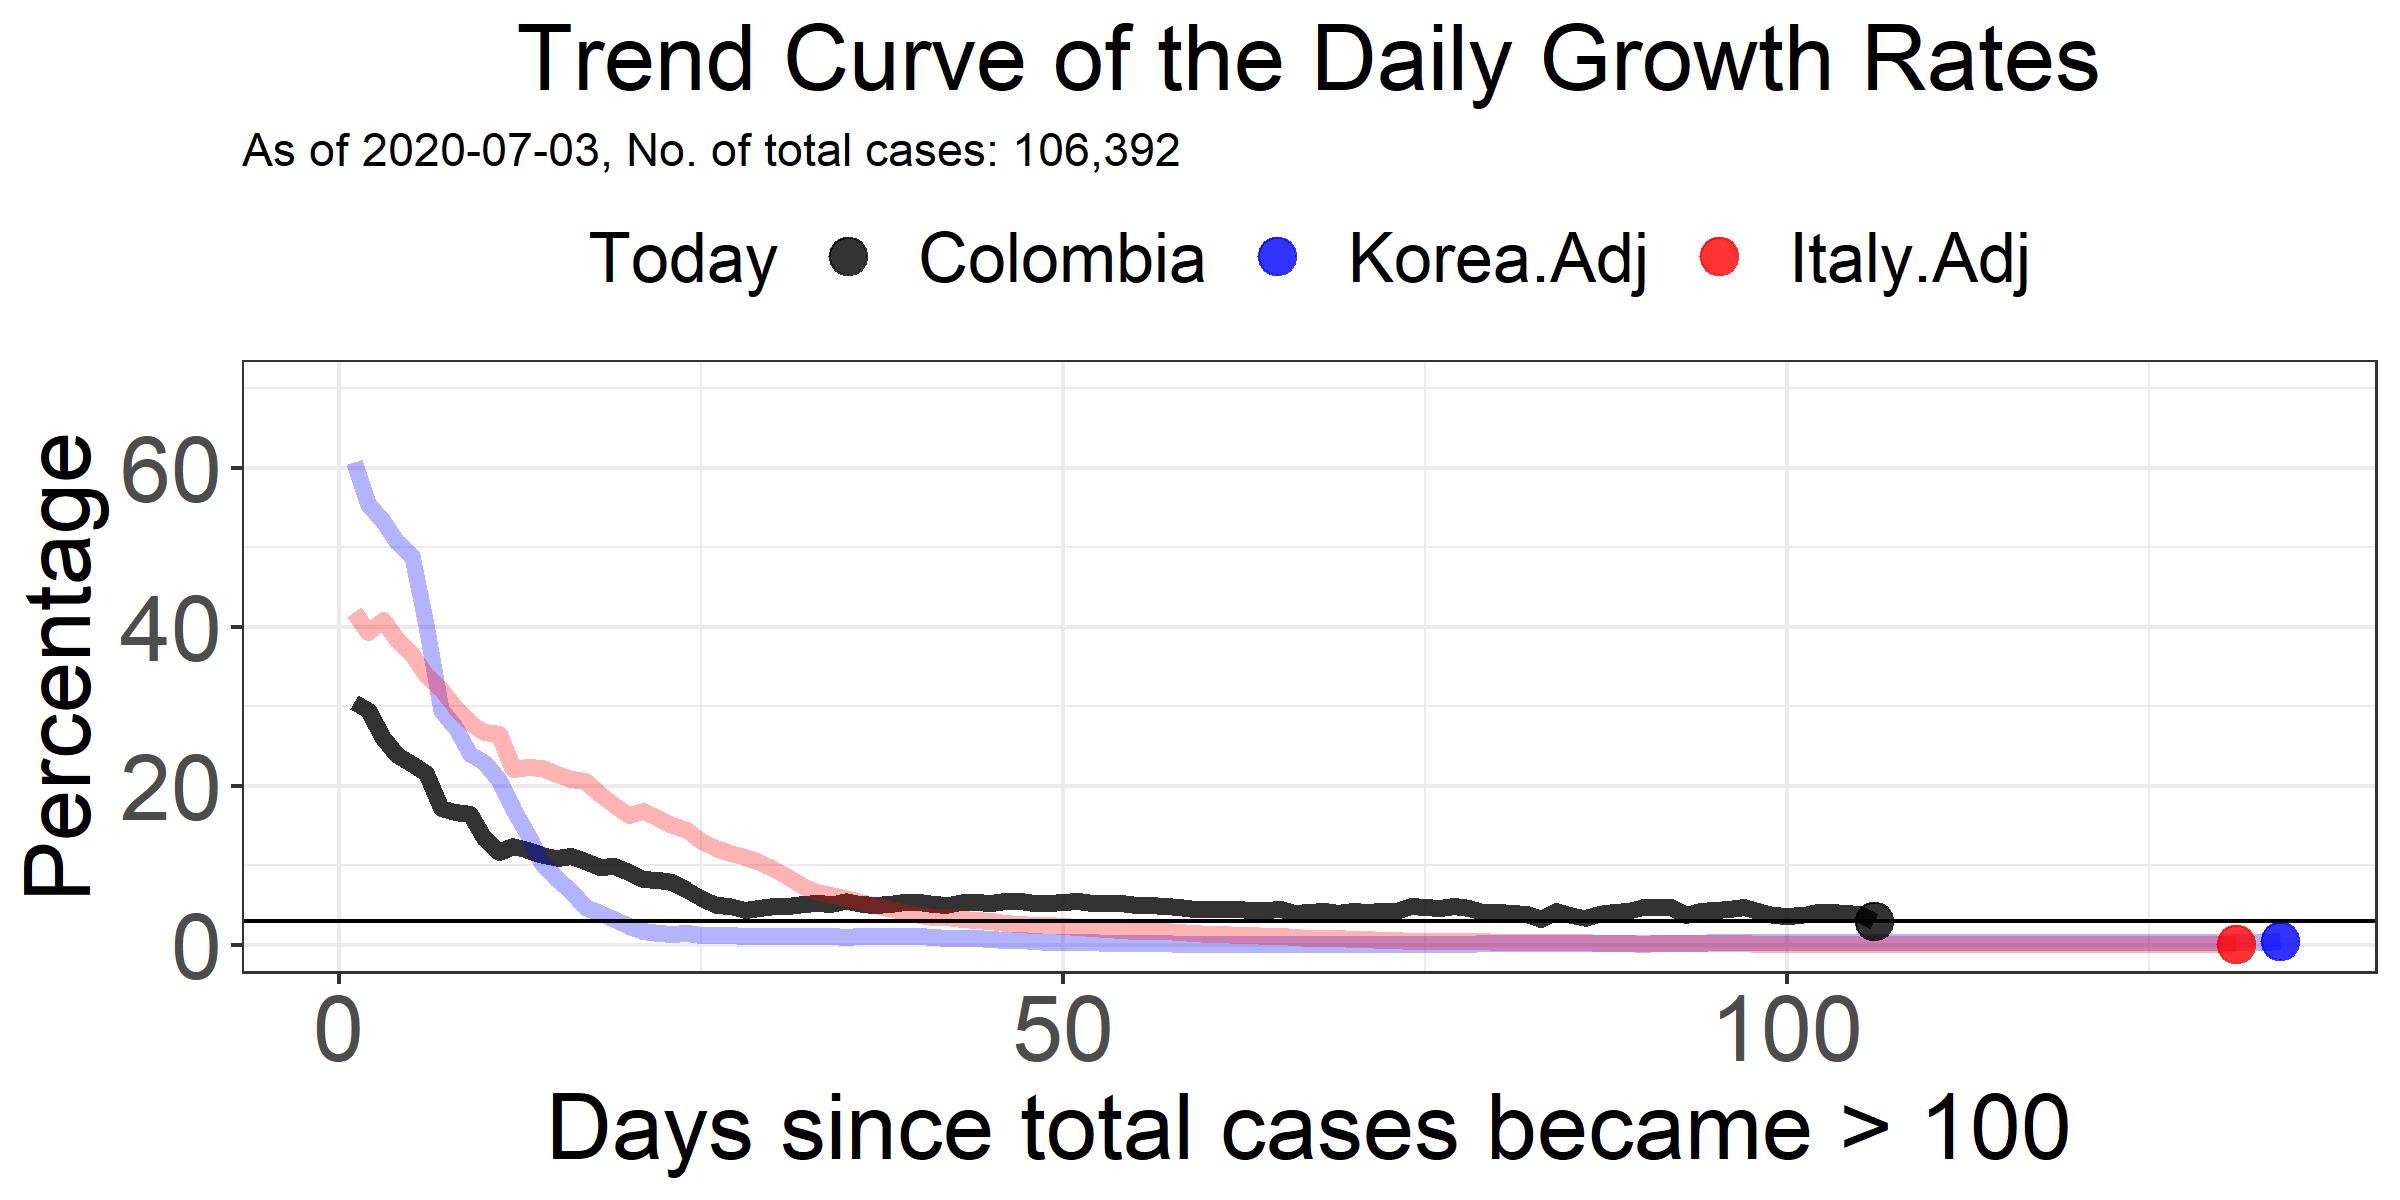 Trend Curve of the Daily Growth Rates
As of 2020-07-03, No. of total cases: 106,392
Today Colombia Korea.Adj Italy.Adj
Percentage
60
40
20
0
0 50 100
Days since total cases became > 100